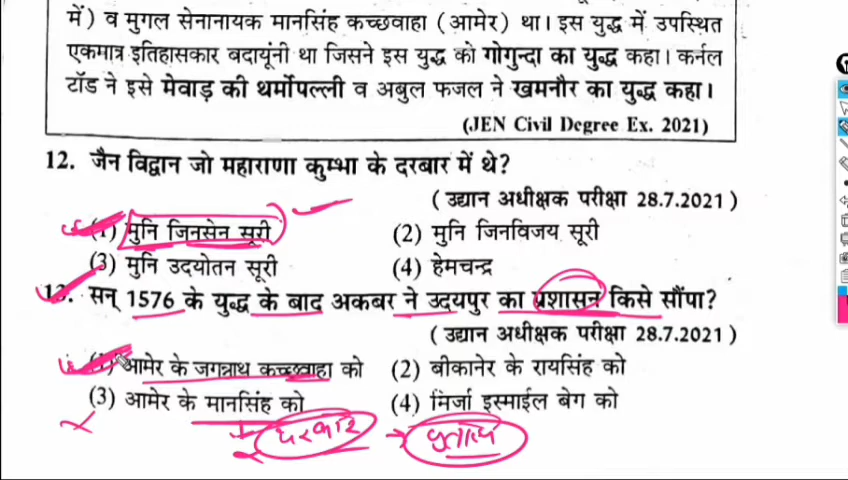 में) व मुगल सेनानायक मानसिंह कच्छवाहा (आमेर) था। इस युद्ध में उपस्थित
एकमात्र इतिहासकार बदायूंनी था जिसने इस युद्ध को गोगुन्दा का युद्ध कहा। कर्नल
टॉड ने इसे मेवाड़ की थर्मोपल्ली व अबुल फजल ने खमनौर का युद्ध कहा।
(JEN Civil Degree Ex. 2021)
12. जैन विद्वान जो महाराणा कुम्भा के दरबार में थे?
( उद्यान अधीक्षक परीक्षा 28.7.2021 )
(1) मुनि जिनसेन सूरी (2) मुनि जिनविजय सूरी
(3) मुनि उदयोतन सूरी (4) हेमचन्द्र
13. सन् 1576 के युद्ध के बाद अकबर ने उदयपुर का प्रशासन किसे सौंपा?
( उद्यान अधीक्षक परीक्षा 28.7.2021 )
(1) आमेर के जगन्नाथ कच्छवाहा को (2) बीकानेर के रायसिंह को
(3) आमेर के मानसिंह को (4) मिर्जा इस्माईल बेग को